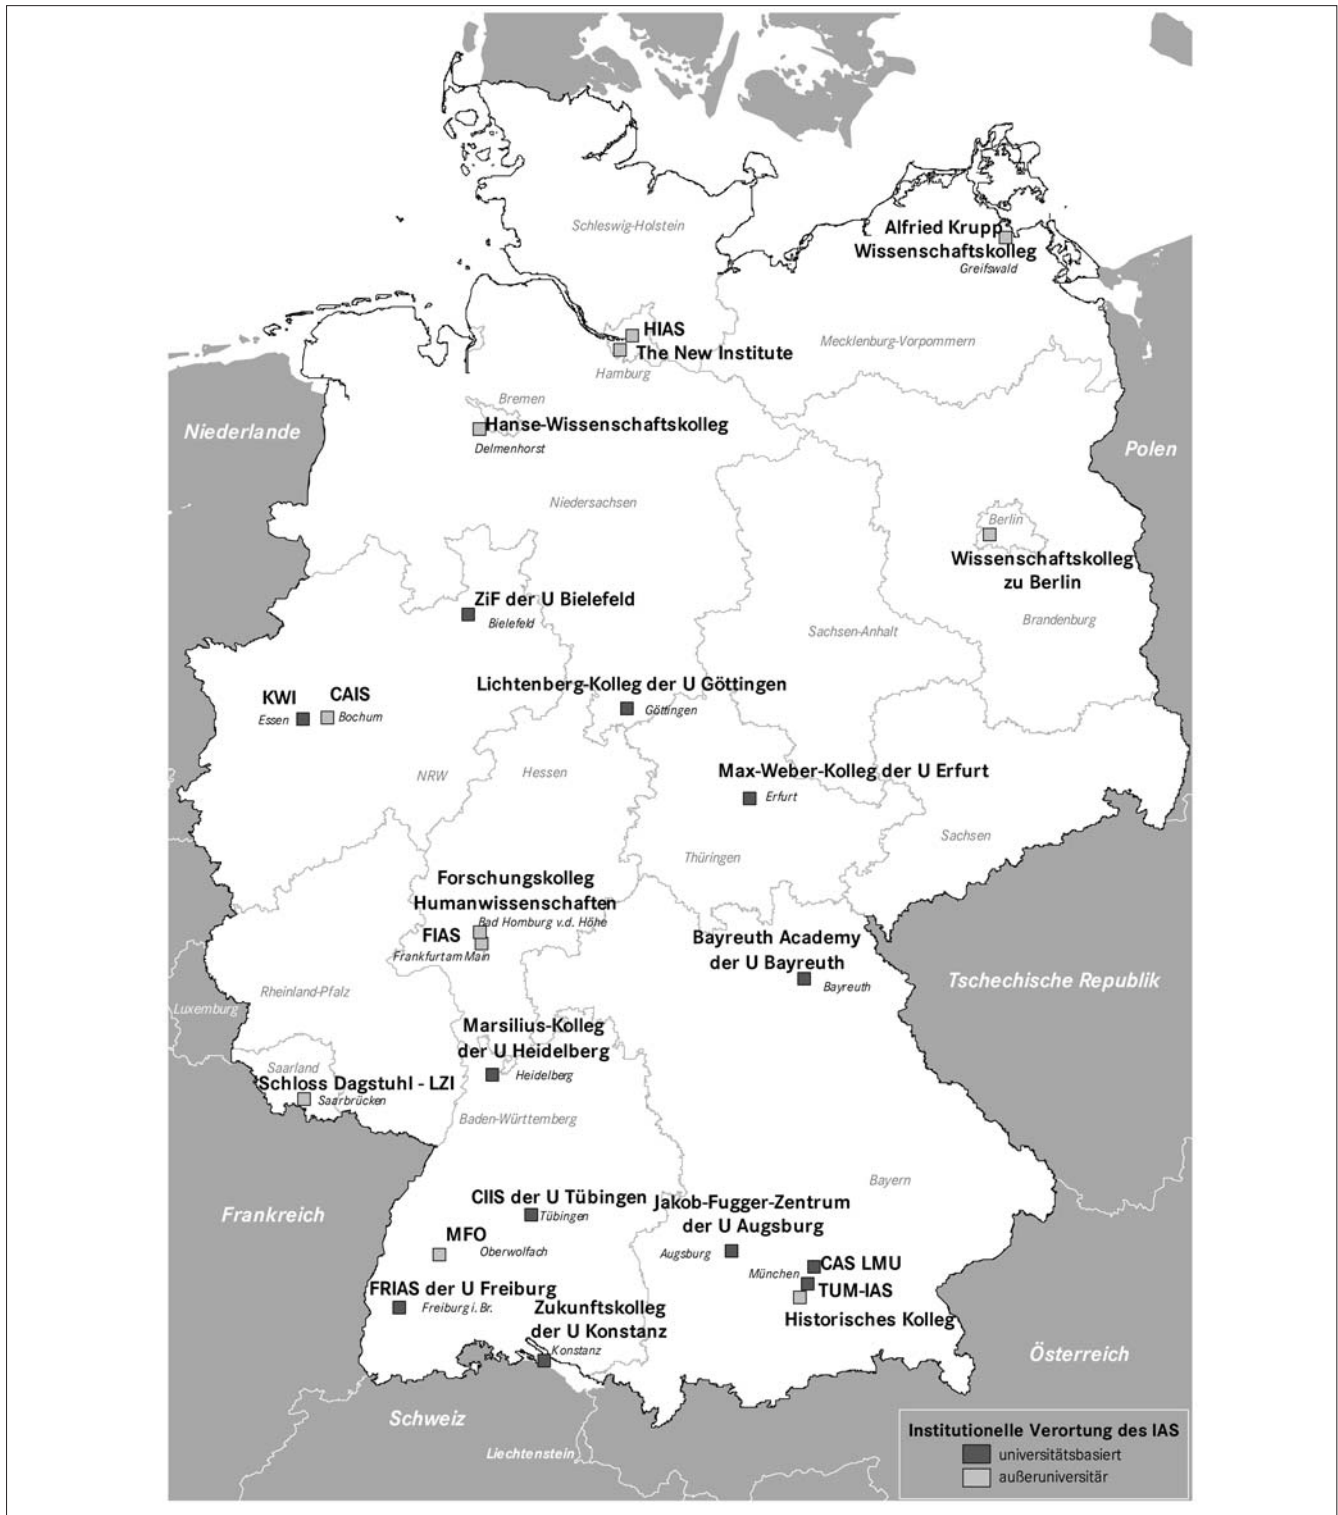 Schleswig-Holstein
Alfried Krupp
Wissenschaftskolleg
Greifswald
HIAS
The New Institute
Hamburg
Mecklenburg-Vorpommern
Bremen
Hanse-Wissenschaftskolleg
Delmenhorst
Niederlande
Polen
Niedersachsen
Berlin
Wissenschaftskolleg
zu Berlin
Brandenburg
ZiF der U Bielefeld
Bielefeld
Sachsen-Anhalt
Lichtenberg-Kolleg der U Göttingen
Göttingen
KWI
Essen
CAIS
Bochum
NRW
Hessen
Max-Weber-Kolleg der U Erfurt
Erfurt
Sachsen
Thüringen
Forschungskolleg
Humanwissenschaften
Bad Homburg v.d. Höhe
FIAS
Frankfurt am Main
Bayreuth Academy
der U Bayreuth
Bayreuth
Tschechische Republik
Rheinland-Pfalz
Luxemburg
Marsilius-Kolleg
der U Heidelberg
Heidelberg
Saarland
Schloss Dagstuhl - LZI
Saarbrücken
Baden-Württemberg
Bayern
Frankreich
CIIS der U Tübingen
Tübingen
Jakob-Fugger-Zentrum
der U Augsburg
Augsburg
MFO
Oberwolfach
CAS LMU
München
TUM-IAS
Historisches Kolleg
FRIAS der U Freiburg
Freiburg i. Br.
Zukunftskolleg
der U Konstanz
Konstanz
Österreich
Schweiz
Liechtenstein
Institutionelle Verortung des IAS
universitätsbasiert
außeruniversitär